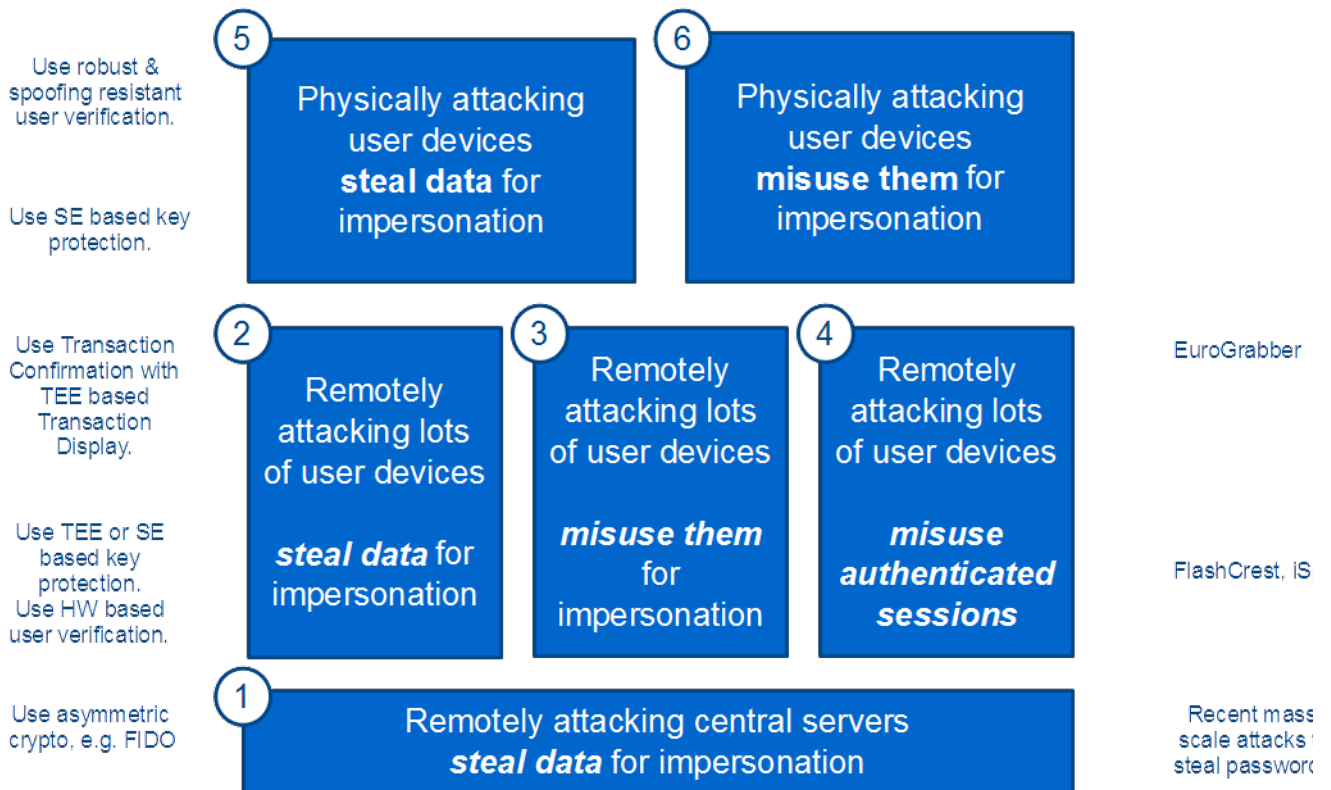 5
6
Use robust &
spoofing resistant
user verification.
Physically attacking
user devices
steal data for
impersonation
Physically attacking
user devices
misuse them for
impersonation
Use SE based key
protection.
2
3
4
Use Transaction
Confirmation with
TEE based
Transaction
Display.
Remotely
attacking lots
of user devices
steal data for
impersonation
Remotely
attacking lots
of user devices
misuse them
for
impersonation
Remotely
attacking lots
of user devices
misuse
authenticated
sessions
EuroGrabber
Use TEE or SE
based key
protection.
Use HW based
user verification.
FlashCrest, iS
1
Use asymmetric
crypto, e.g. FIDO
Remotely attacking central servers
steal data for impersonation
Recent mass
scale attacks
steal password